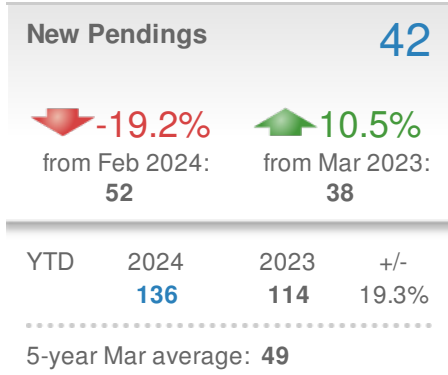 New Pendings 42
-19.2% 10.5%
from Feb 2024: from Mar 2023:
52 38
YTD 2024 2023 +/-
136 114 19.3%
5-year Mar average: 49